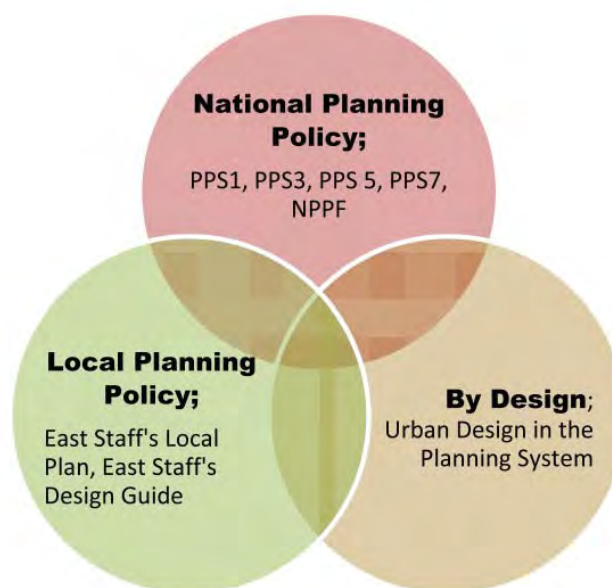 National Planning
Policy;
PPS1, PPS3, PPS 5, PPS7,
NPPF
Local Planning
Policy;
East Staff's Local
Plan, East Staff's
Design Guide
By Design;
Urban Design in the
Planning System